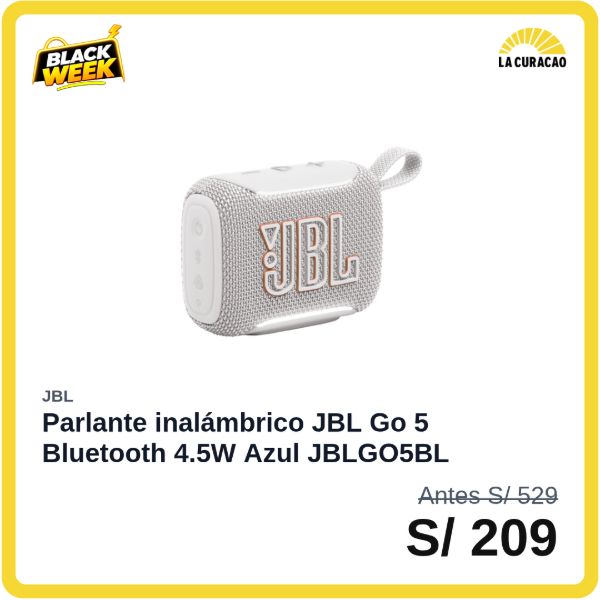 BLACK
WEEK
LA CURACAO
JBL
JBL
Parlante inalámbrico JBL Go 5
Bluetooth 4.5W Azul JBLGO5BL
Antes S/ 529
S/ 209